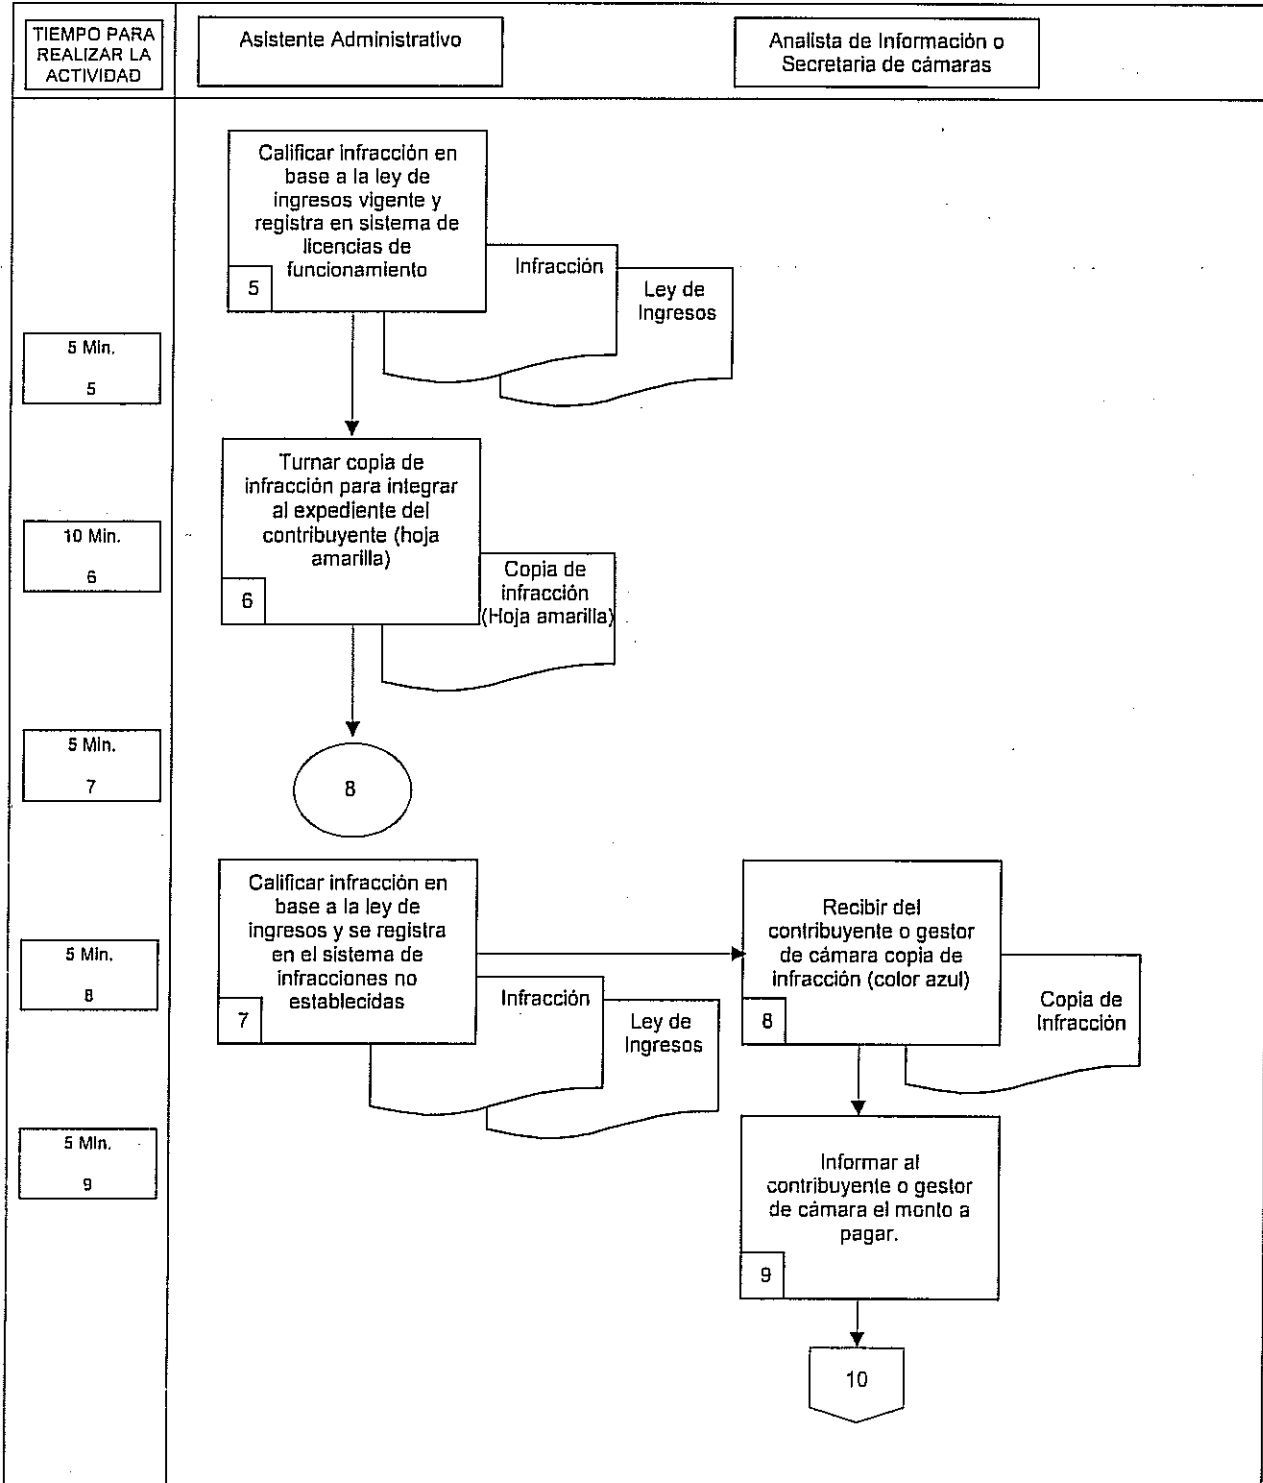 TIEMPO PARA
REALIZAR LA
ACTIVIDAD
Asistente Administrativo
Analista de Información o
Secretaria de cámaras
Calificar infracción en
base a la ley de
ingresos vigente y
registra en sistema de
licencias de
funcionamiento
5
Infracción
Ley de
Ingresos
5 Min.
5
Turnar copia de
infracción para integrar
al expediente del
contribuyente (hoja
amarilla)
6
Copia de
infracción
(Hoja amarilla)
10 Min.
6
5 Min.
7
8
Calificar infracción en
base a la ley de
ingresos y se registra
en el sistema de
infracciones no
establecidas
7
Infracción
Ley de
Ingresos
Recibir del
contribuyente o gestor
de cámara copia de
infracción (color azul)
8
Copia de
Infracción
5 Min.
8
5 Min.
9
Informar al
contribuyente o gestor
de cámara el monto a
pagar.
9
10